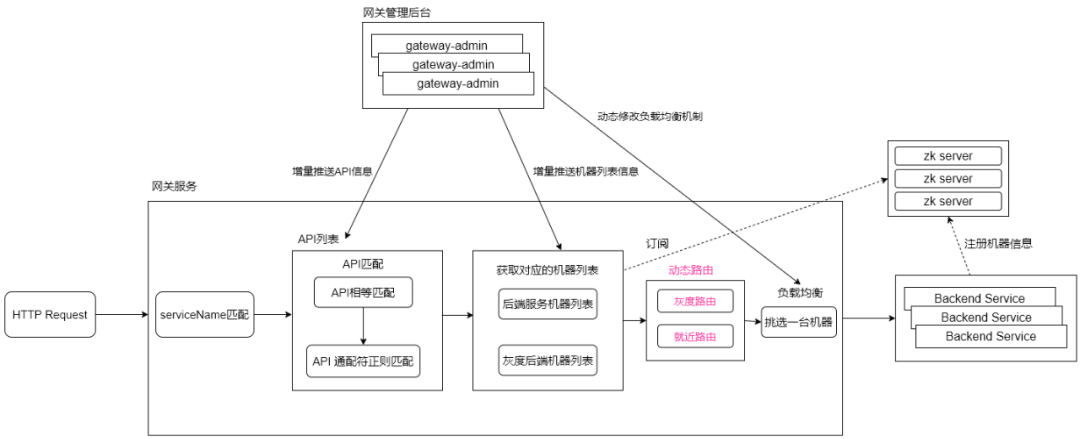 网关管理后台
gateway-admin
gateway-admin
gateway-admin
动态修改负载均衡机制
增量推送API信息
增量推送机器列表信息
zk server
zk server
zk server
网关服务
订阅
注册机器信息
API列表
API匹配
API相等匹配
API 通配符正则匹配
获取对应的机器列表
后端服务机器列表
灰度后端机器列表
动态路由
灰度路由
就近路由
负载均衡
挑选一台机器
HTTP Request
serviceName匹配
Backend Service
Backend Service
Backend Service